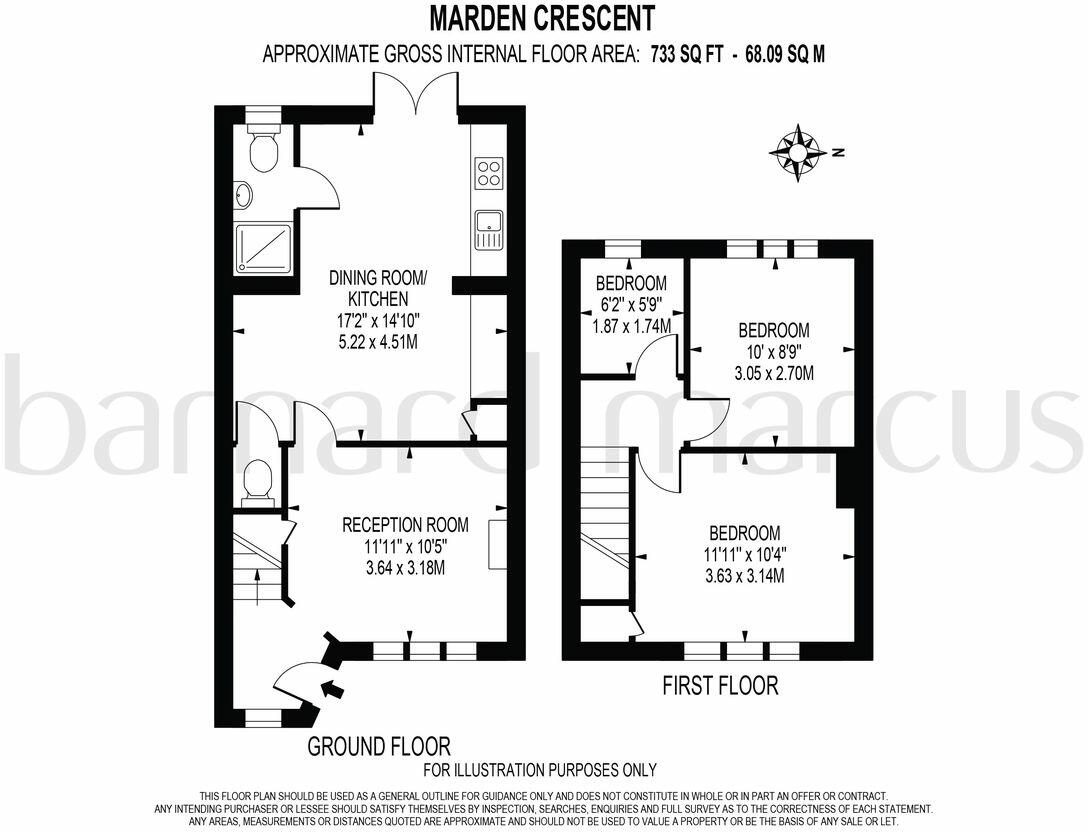 MARDEN CRESCENT
APPROXIMATE GROSS INTERNAL FLOOR AREA: 733 SQ FT - 68.09 SQ M
N
DINING ROOM/
KITCHEN
17'2" x 14'10"
5.22 x 4.51M
BEDROOM
6'2" x 5'9"
1.87 x 1.74M
BEDROOM
10' x 8'9"
3.05 x 2.70M
barnard marcus
RECEPTION ROOM
11'11" x 10'5"
3.64 x 3.18M
BEDROOM
11'11" x 10'4"
3.63 x 3.14M
FIRST FLOOR
GROUND FLOOR
FOR ILLUSTRATION PURPOSES ONLY
THIS FLOOR PLAN SHOULD BE USED AS A GENERAL OUTLINE FOR GUIDANCE ONLY AND DOES NOT CONSTITUTE IN WHOLE OR IN PART AN OFFER OR CONTRACT.
ANY INTENDING PURCHASER OR LESSEE SHOULD SATISFY THEMSELVES BY INSPECTION, SEARCHES, ENQUIRIES AND FULL SURVEY AS TO THE CORRECTNESS OF EACH STATEMENT.
ANY AREAS, MEASUREMENTS OR DISTANCES QUOTED ARE APPROXIMATE AND SHOULD NOT BE USED TO VALUE A PROPERTY OR BE THE BASIS OF ANY SALE OR LET.